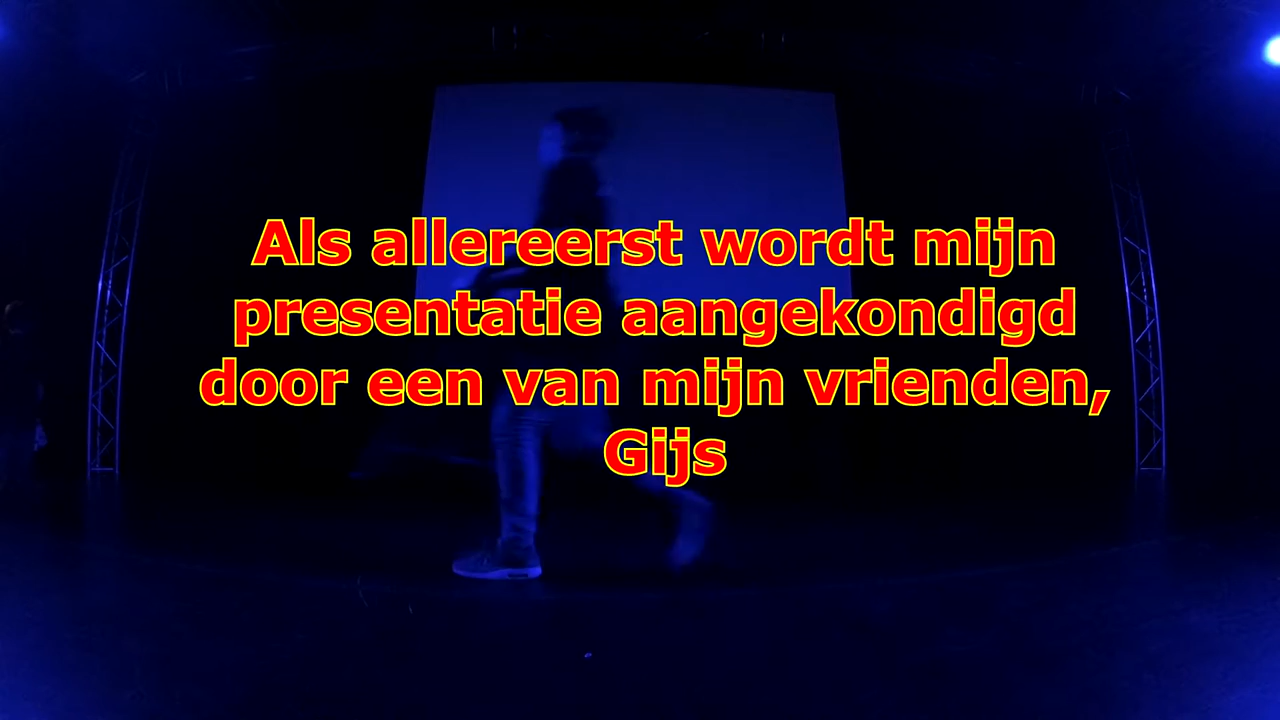 Als allereerst wordt mijn
presentatie aangekondigd
door een van mijn vrienden,
Gijs